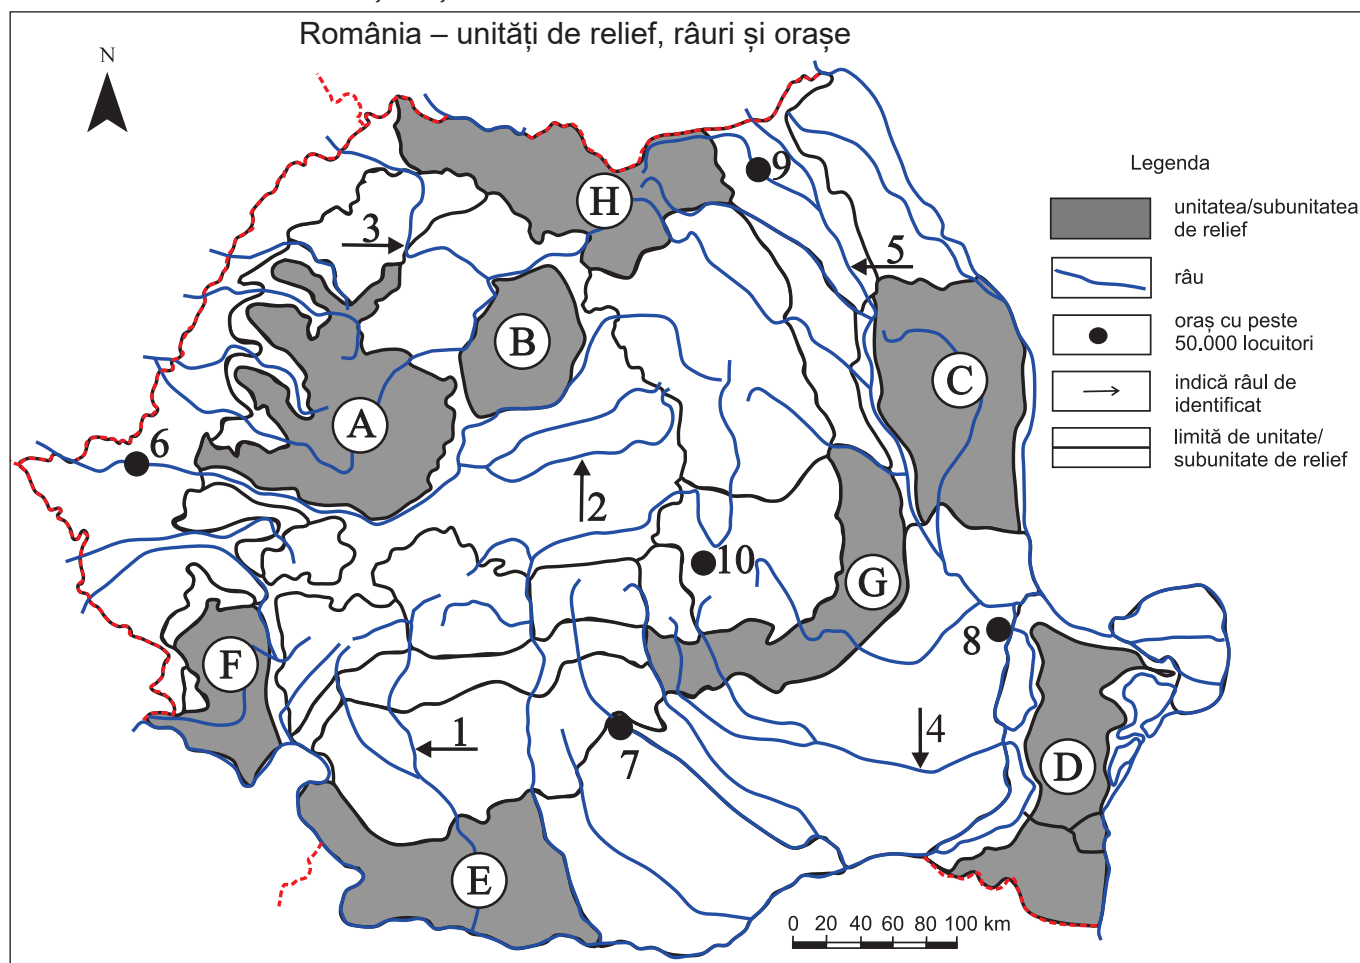 România – unități de relief, râuri și orașe
N
Legenda
unitatea/subunitatea
de relief
râu
oraș cu peste
50.000 locuitori
indică râul de
identificat
limită de unitate/
subunitate de relief
9
H
3
5
B
C
A
6
2
10
G
8
F
1
4
7
D
E
0 20 40 60 80 100 km